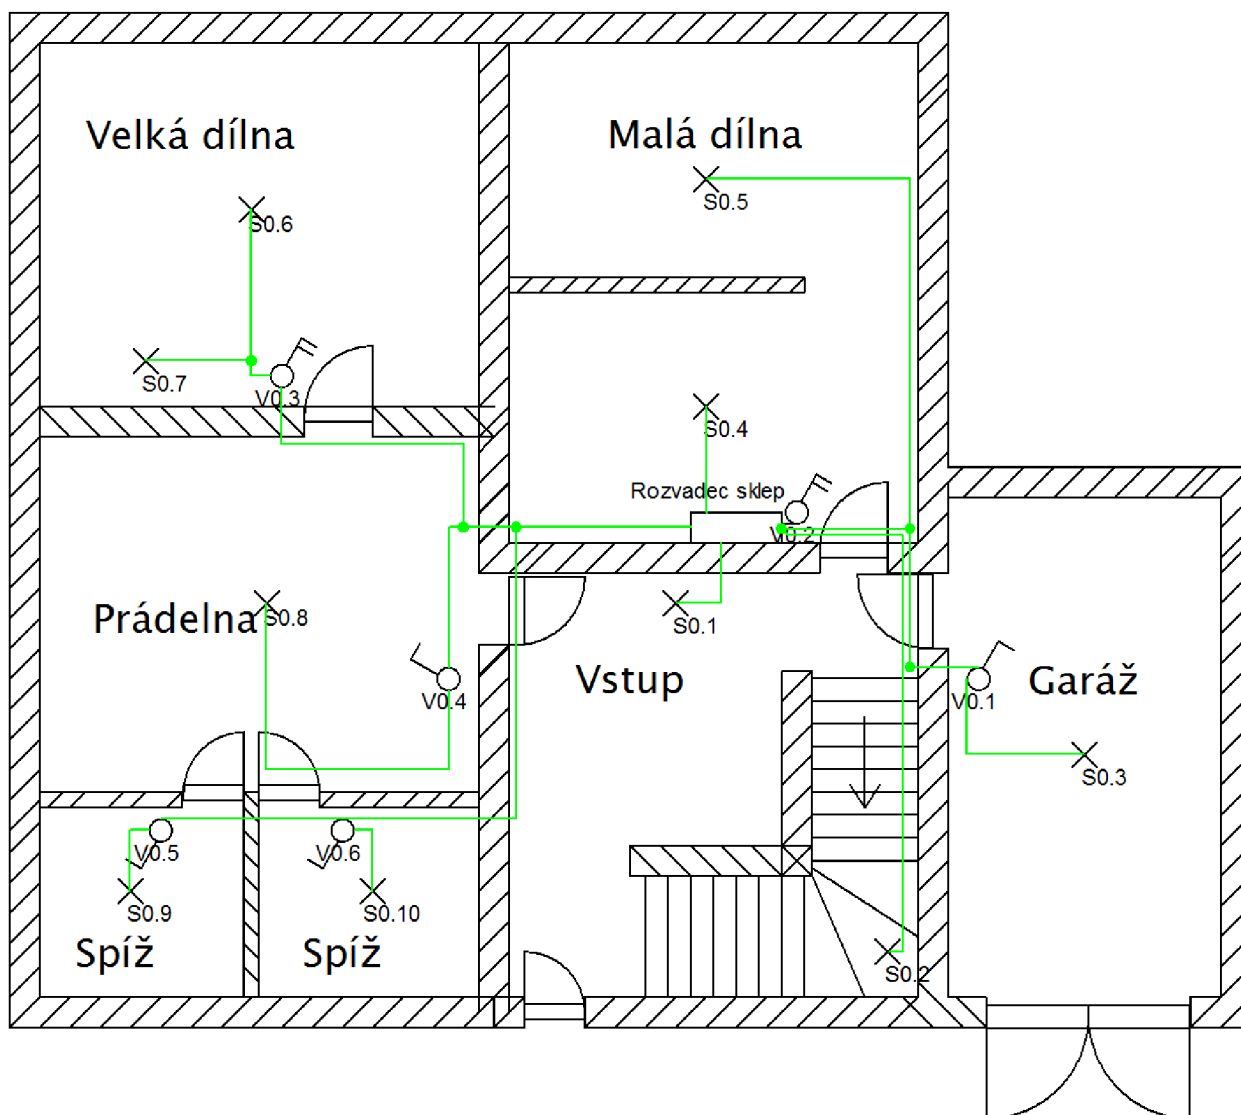 Velká dílna
Malá dílna
S0.5
S0.6
S0.7
V0.3
S0.4
Rozvadec sklep
V0.2
Prádelna
S0.8
S0.1
Vstup
V0.4
V0.1
Garáž
S0.3
V0.5
V0.6
S0.9
S0.10
Spíž
Spíž
S0.2